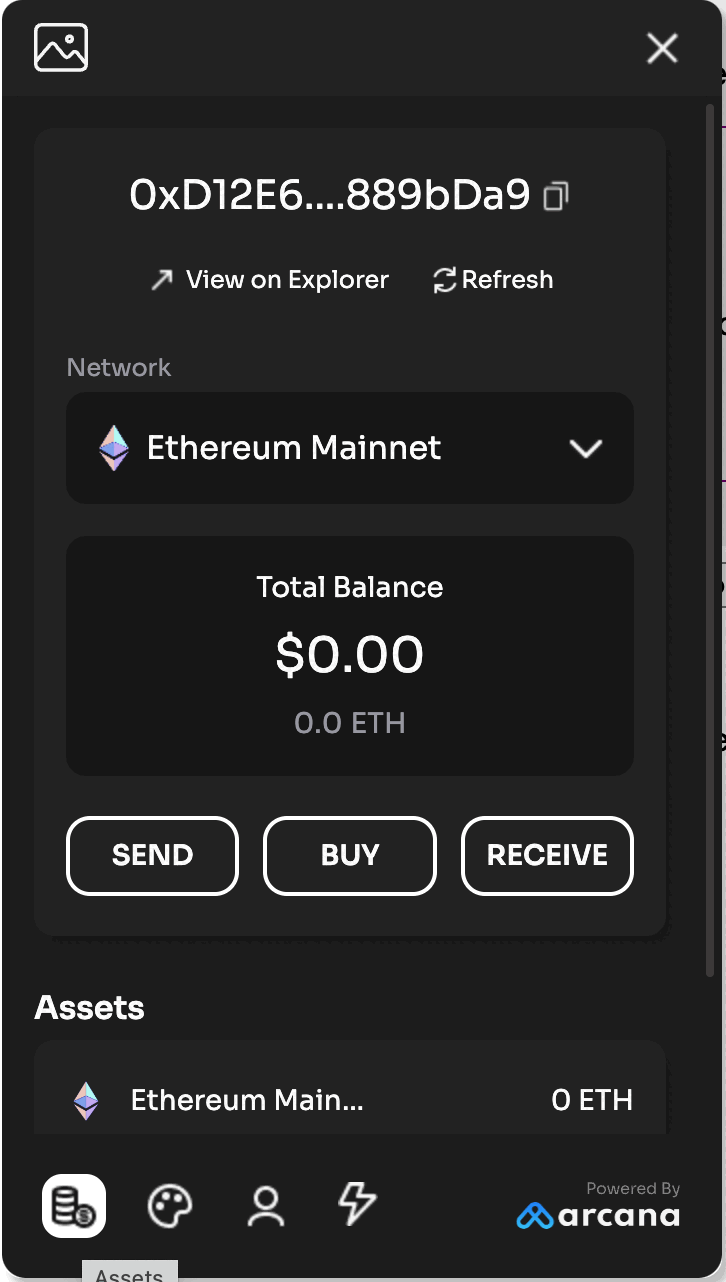 0xD12E6....889bDa9
View on Explorer Refresh
Network
Ethereum Mainnet
Total Balance
$0.00
0.0 ETH
SEND BUY RECEIVE
Assets
Ethereum Main... 0 ETH
Powered By
arcana
Assets